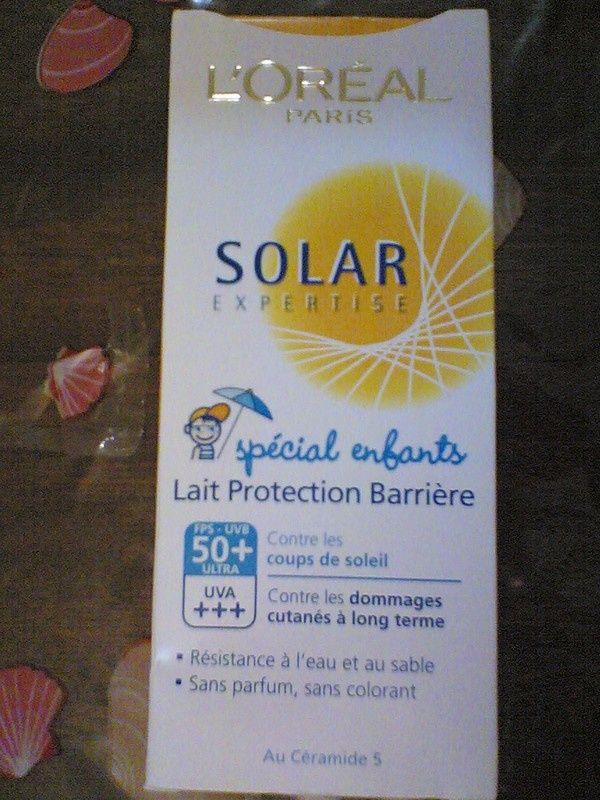 L'ORÉAL
PARiS
SOLAR
EXPERTISE
spécial enfants
Lait Protection Barrière
FPS - UVB
50+
ULTRA
UVA
+++
Contre les
coups de soleil
Contre les dommages
cutanés à long terme
▪ Résistance à l'eau et au sable
▪ Sans parfum, sans colorant
Au Céramide 5